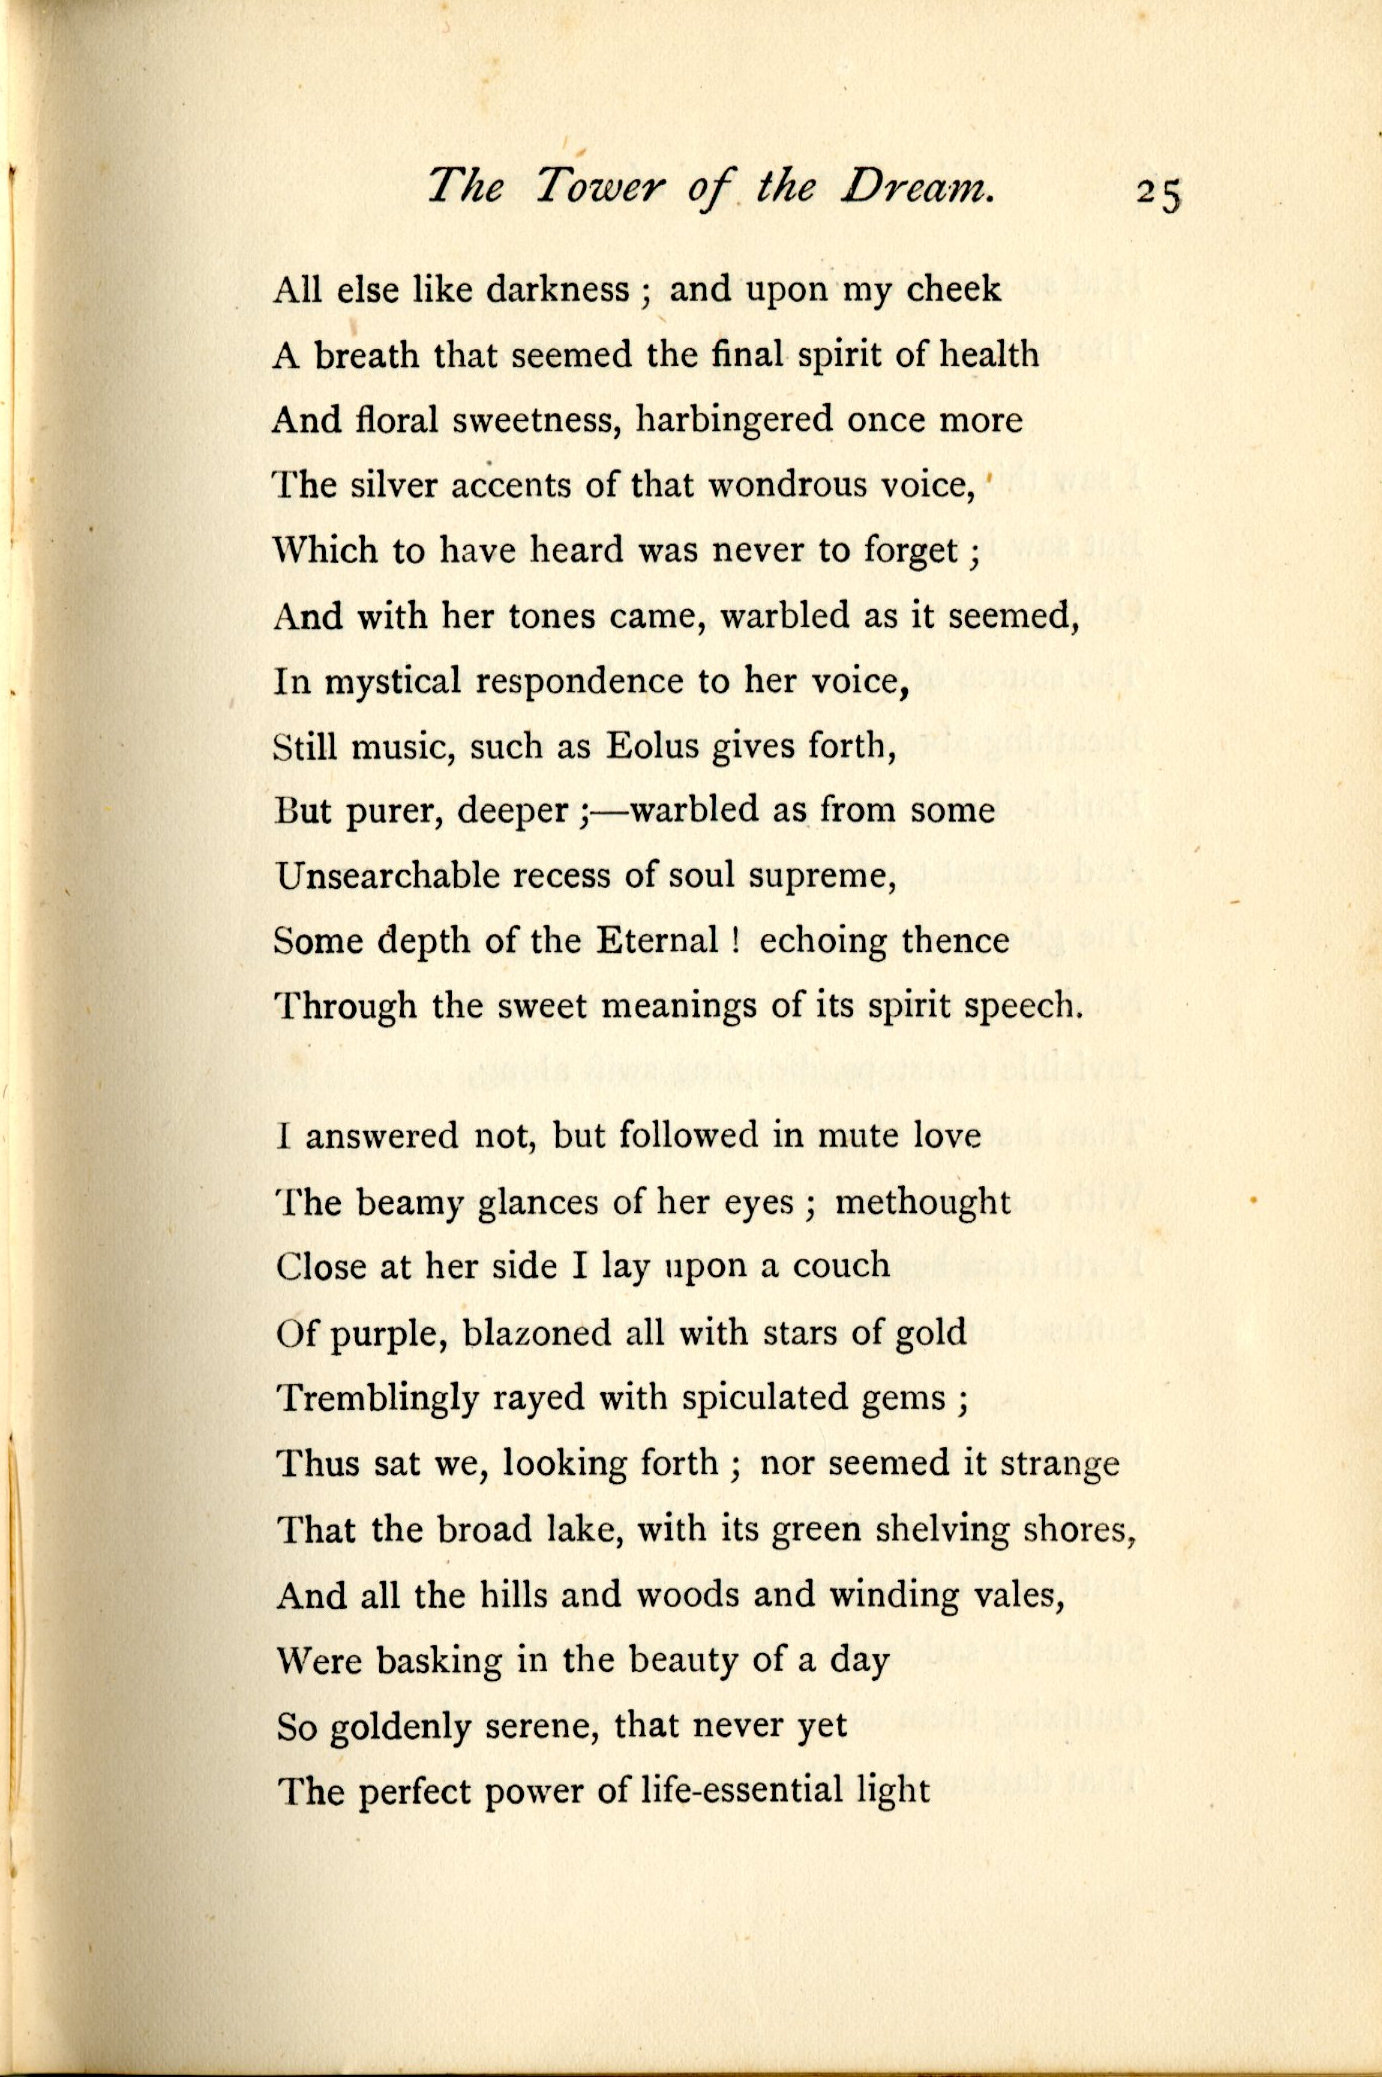 The Tower of the Dream. 25
All else like darkness ; and upon my cheek
A breath that seemed the final spirit of health
And floral sweetness, harbingered once more
The silver accents of that wondrous voice,
Which to have heard was never to forget ;
And with her tones came, warbled as it seemed,
In mystical respondence to her voice,
Still music, such as Eolus gives forth,
But purer, deeper ;—warbled as from some
Unsearchable recess of soul supreme,
Some depth of the Eternal ! echoing thence
Through the sweet meanings of its spirit speech.
I answered not, but followed in mute love
The beamy glances of her eyes ; methought
Close at her side I lay upon a couch
Of purple, blazoned all with stars of gold
Tremblingly rayed with spiculated gems ;
Thus sat we, looking forth ; nor seemed it strange
That the broad lake, with its green shelving shores,
And all the hills and woods and winding vales,
Were basking in the beauty of a day
So goldenly serene, that never yet
The perfect power of life-essential light